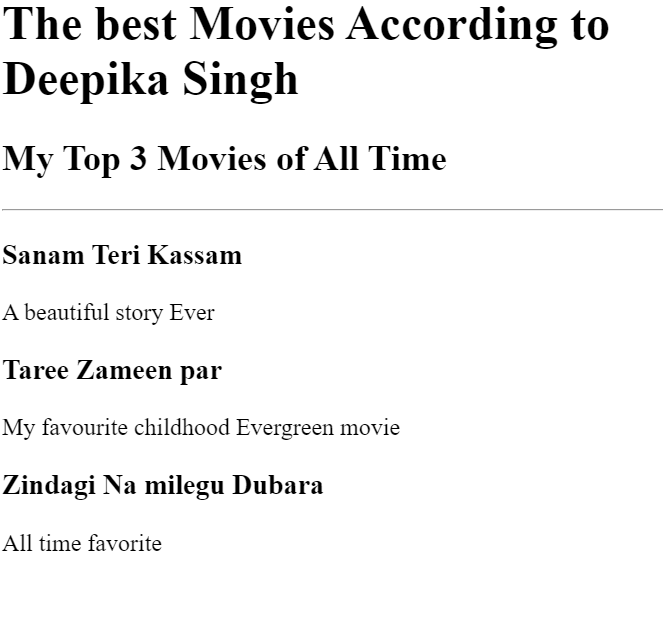 The best Movies According to
Deepika Singh
My Top 3 Movies of All Time
Sanam Teri Kassam
A beautiful story Ever
Taree Zameen par
My favourite childhood Evergreen movie
Zindagi Na milegu Dubara
All time favorite